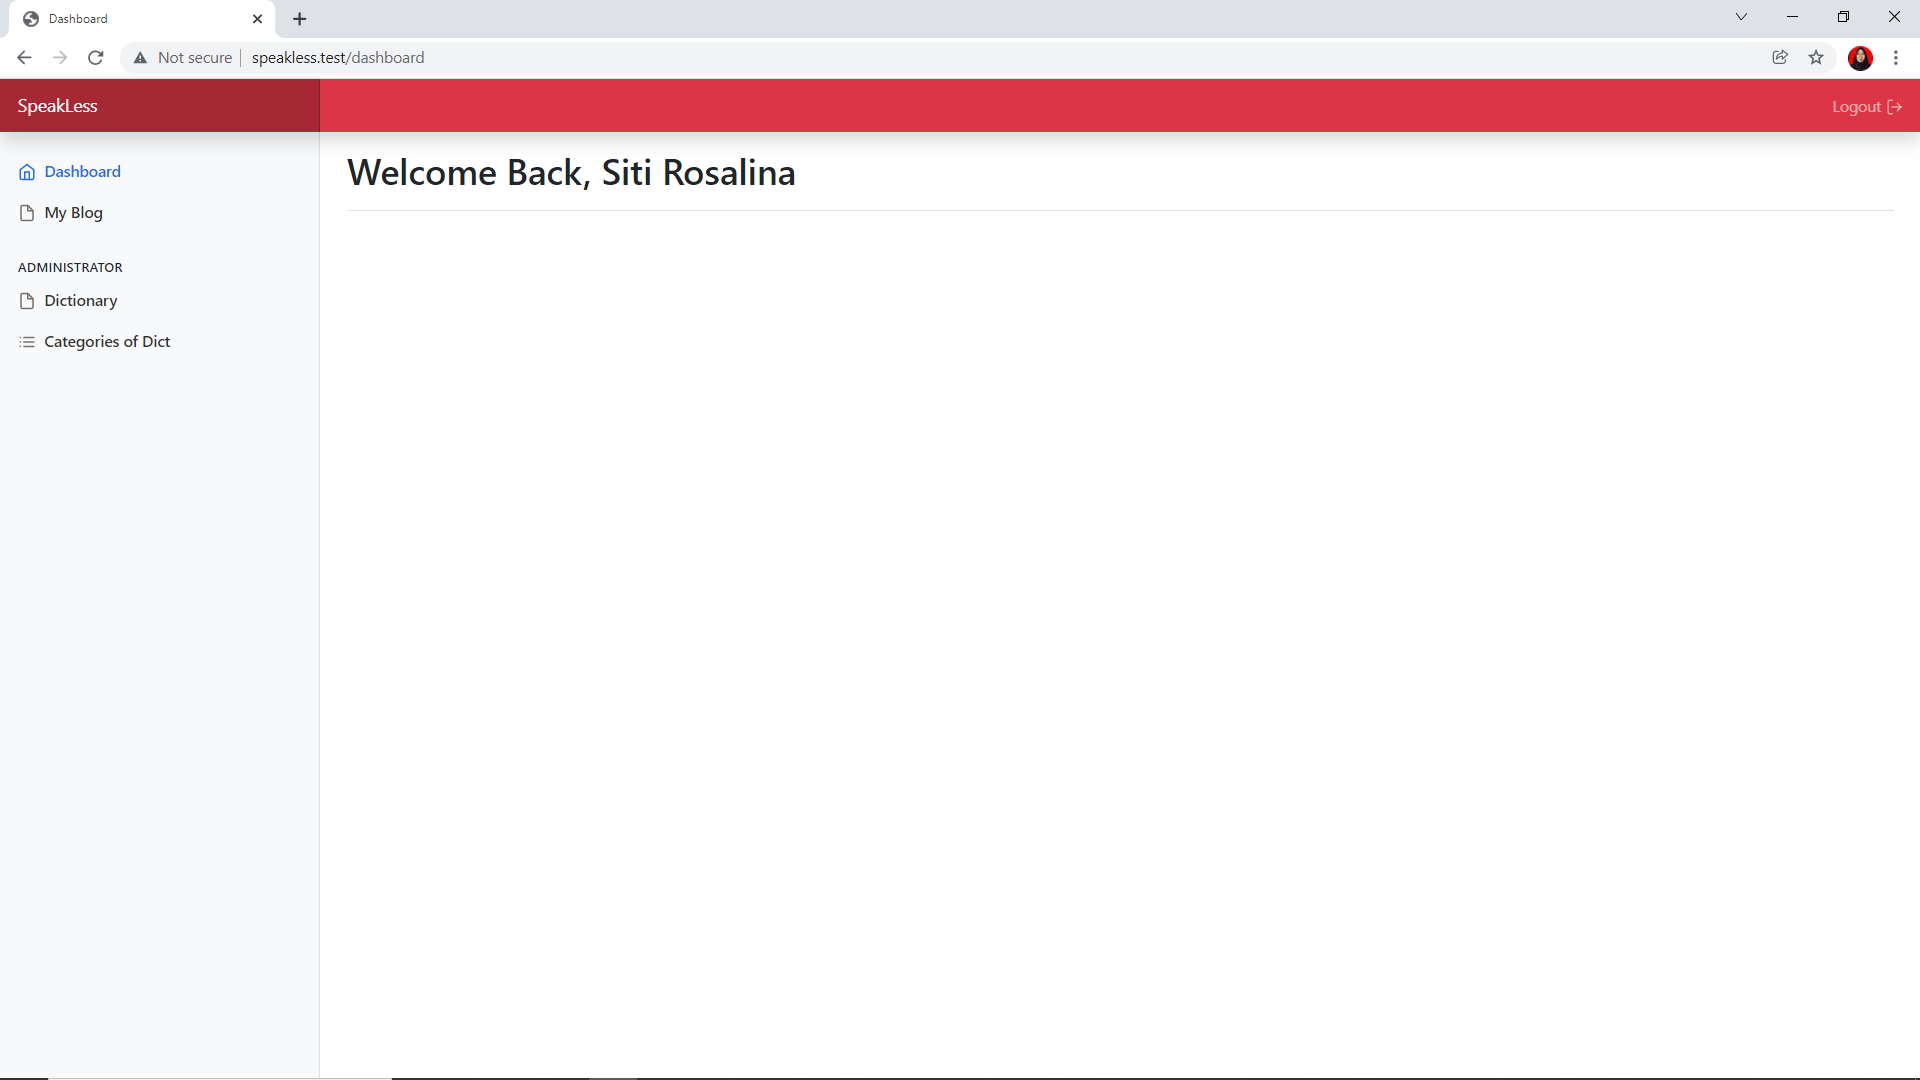 Dashboard
Not secure
speakless.test/dashboard
SpeakLess
Logout
Dashboard
My Blog
ADMINISTRATOR
Dictionary
Categories of Dict
Welcome Back, Siti Rosalina